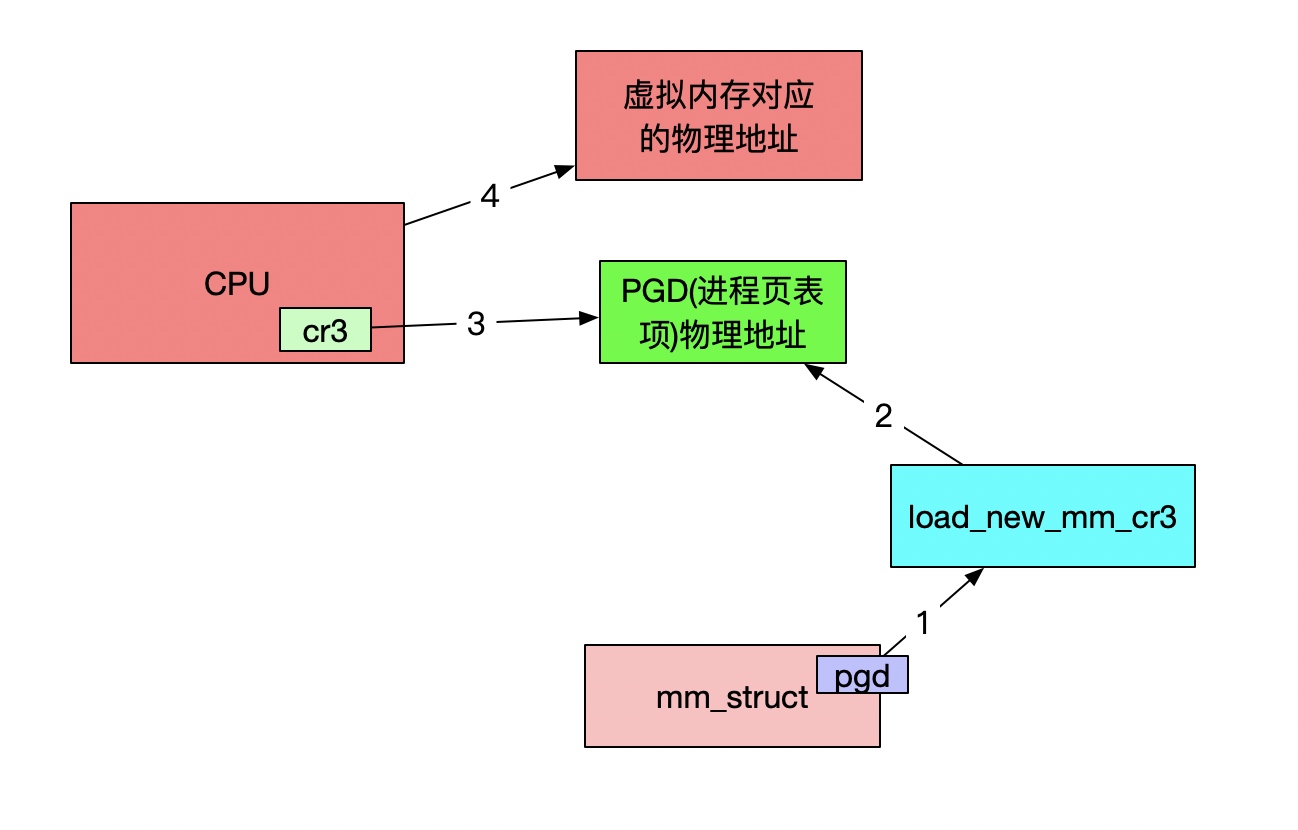 虚拟内存对应
的物理地址
4
CPU
cr3
3
PGD(进程页表
项)物理地址
2
load_new_mm_cr3
1
pgd
mm_struct